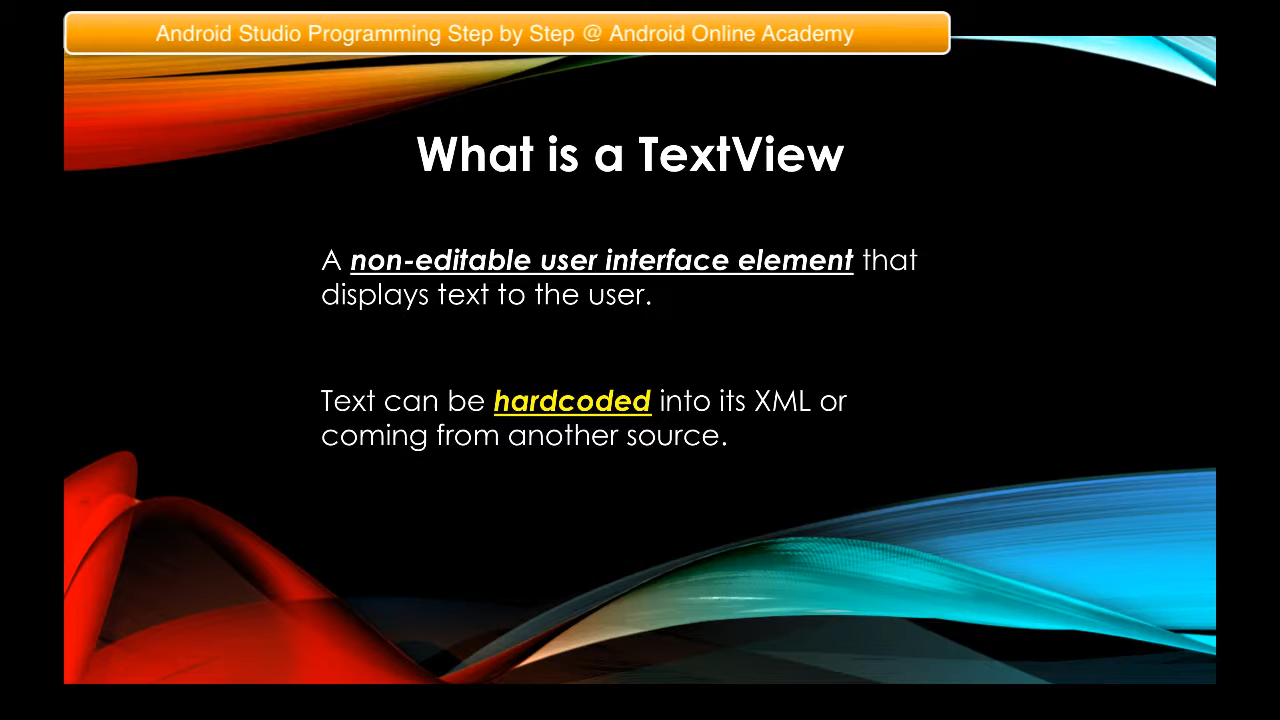 Android Studio Programming Step by Step @ Android Online Academy
What is a TextView
A non-editable user interface element that
displays text to the user.
Text can be hardcoded into its XML or
coming from another source.